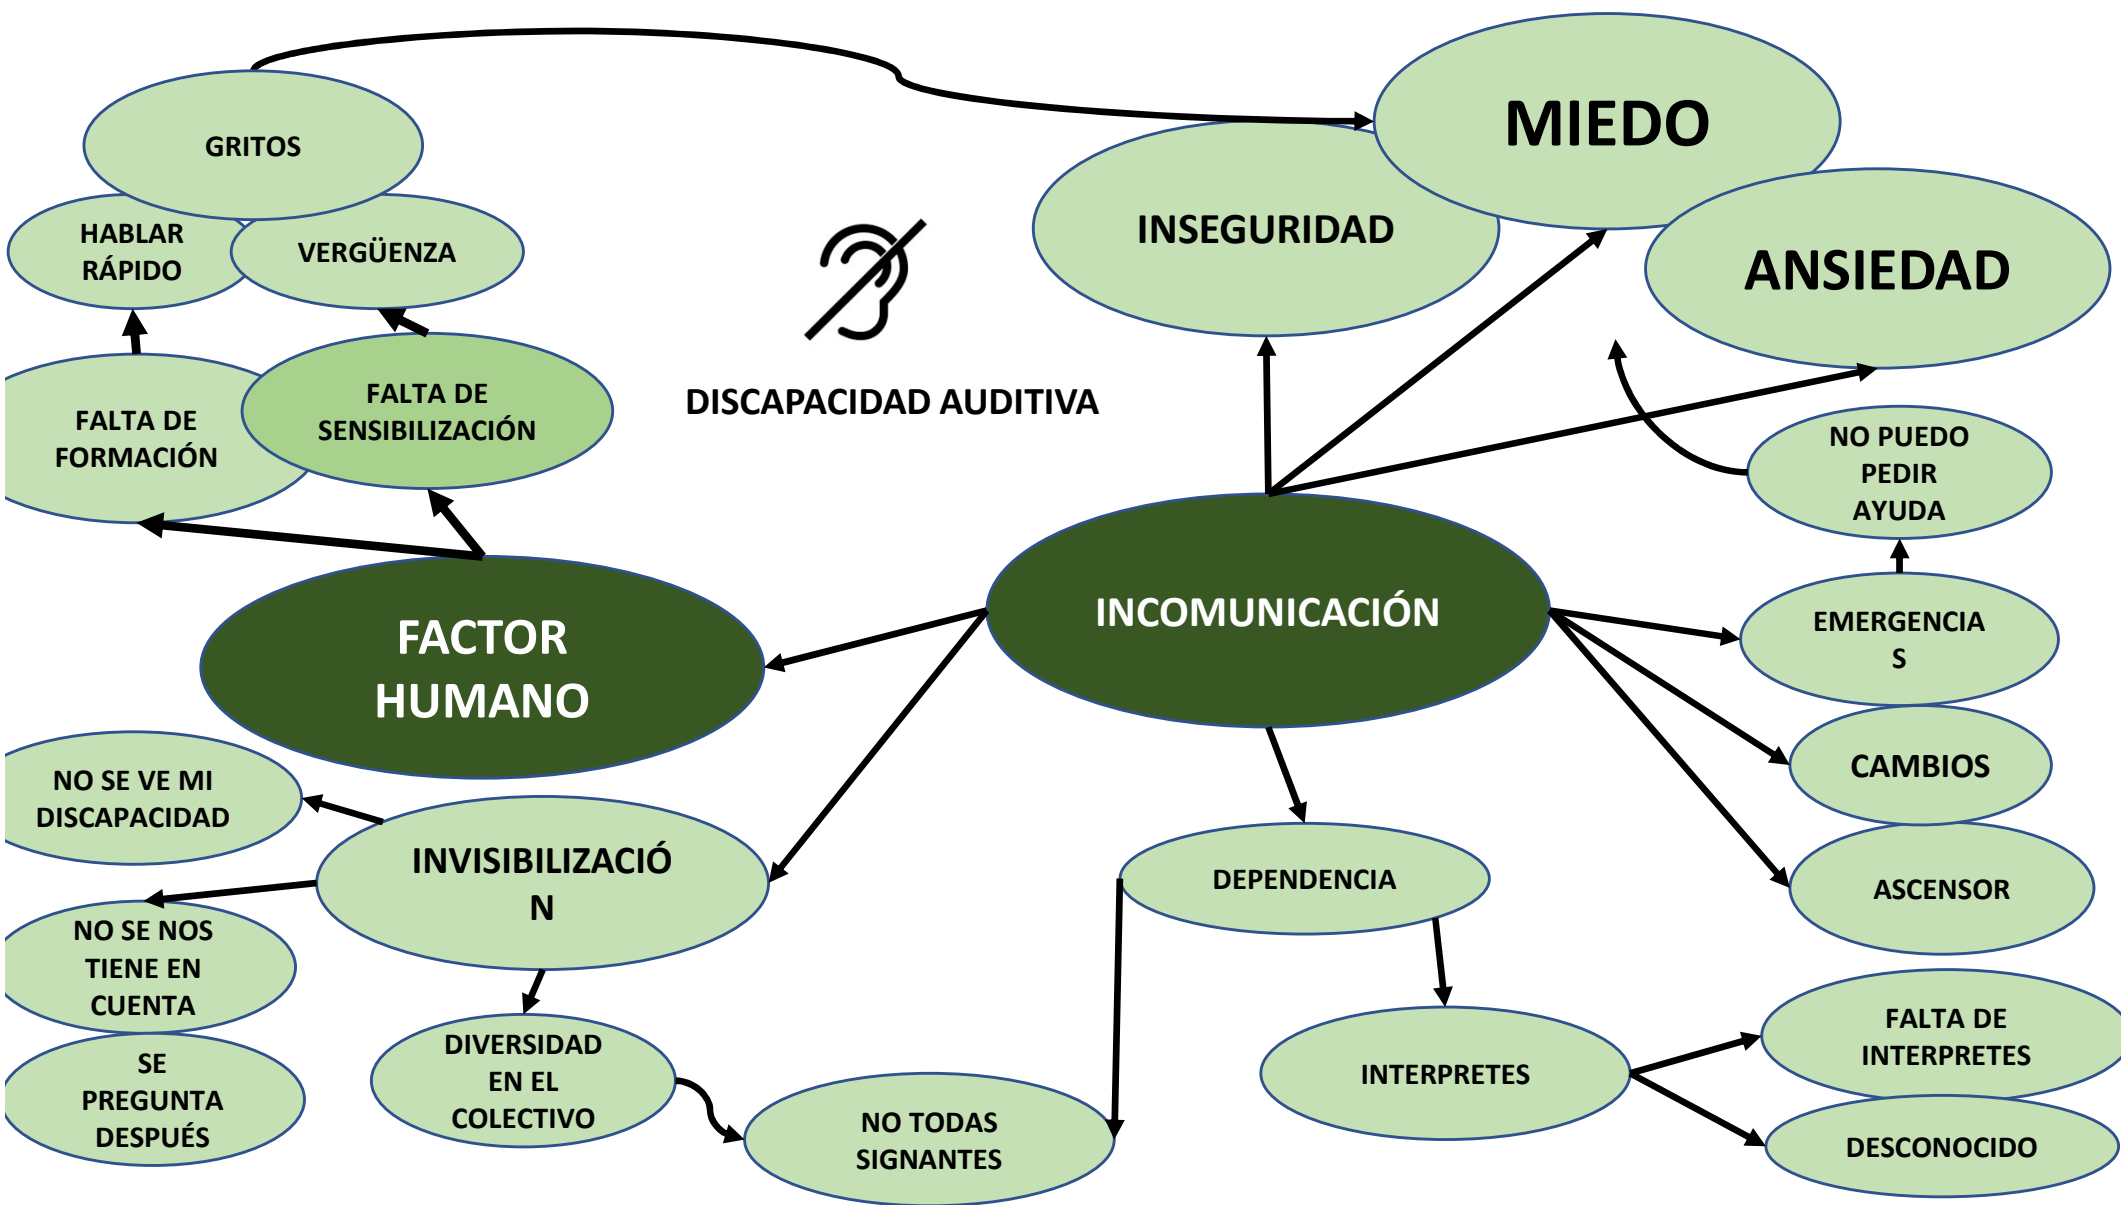 MIEDO
GRITOS
INSEGURIDAD
HABLAR
RÁPIDO
VERGÜENZA
ANSIEDAD
FALTA DE
SENSIBILIZACIÓN
DISCAPACIDAD AUDITIVA
FALTA DE
FORMACIÓN
NO PUEDO
PEDIR
AYUDA
INCOMUNICACIÓN
FACTOR
HUMANO
EMERGENCIA
S
CAMBIOS
NO SE VE MI
DISCAPACIDAD
INVISIBILIZACIÓ
N
DEPENDENCIA
ASCENSOR
NO SE NOS
TIENE EN
CUENTA
SE
PREGUNTA
DESPUÉS
DIVERSIDAD
EN EL
COLECTIVO
NO TODAS
SIGNANTES
INTERPRETES
FALTA DE
INTERPRETES
DESCONOCIDO